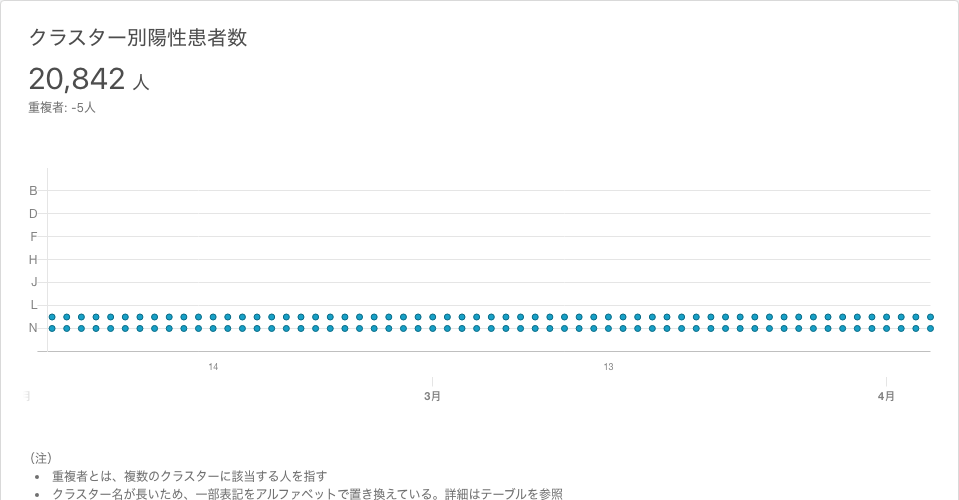 クラスター別陽性患者数
20,842 人
重複者: -5人
B
D
F
H
J
L
N
14
13
3月
4月
（注）
• 重複者とは、複数のクラスターに該当する人を指す
• クラスター名が長いため、一部表記をアルファベットで置き換えている。詳細はテーブルを参照